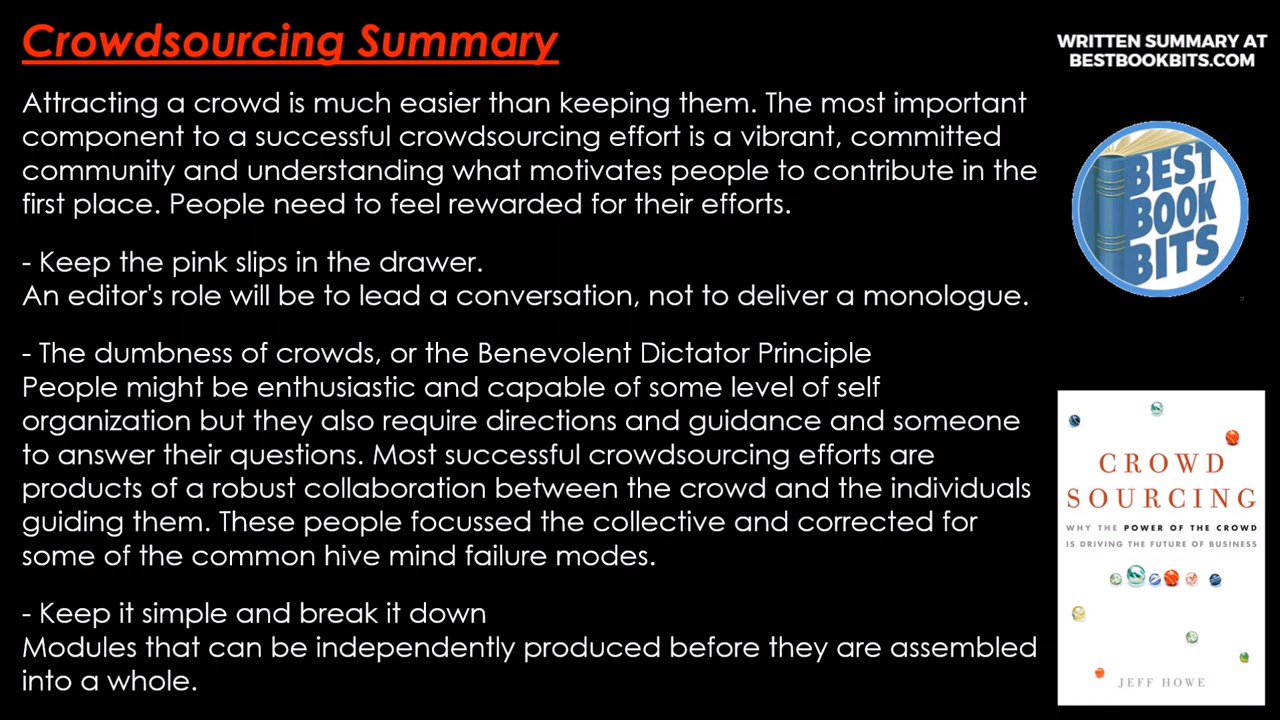 Crowdsourcing Summary
WRITTEN SUMMARY AT
BESTBOOKBITS.COM
Attracting a crowd is much easier than keeping them. The most important
component to a successful crowdsourcing effort is a vibrant, committed
community and understanding what motivates people to contribute in the
first place. People need to feel rewarded for their efforts.
- Keep the pink slips in the drawer.
An editor's role will be to lead a conversation, not to deliver a monologue.
- The dumbness of crowds, or the Benevolent Dictator Principle
People might be enthusiastic and capable of some level of self
organization but they also require directions and guidance and someone
to answer their questions. Most successful crowdsourcing efforts are
products of a robust collaboration between the crowd and the individuals
guiding them. These people focussed the collective and corrected for
some of the common hive mind failure modes.
- Keep it simple and break it down
Modules that can be independently produced before they are assembled
into a whole.
BEST
BOOK
BITS
CROWD
SOURCING
WHY THE POWER OF THE CROWD
IS DRIVING THE FUTURE OF BUSINESS
JEFF HOWE